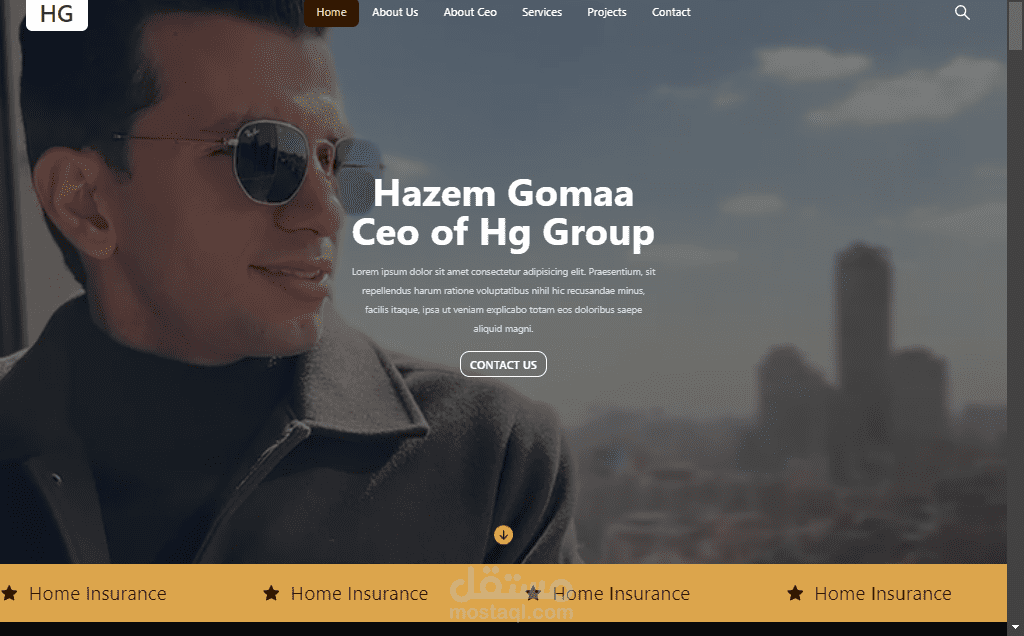 HG
Home
About Us
About Ceo
Services
Projects
Contact
Ray-Ban
Hazem Gomaa
Ceo of Hg Group
Lorem ipsum dolor sit amet consectetur adipisicing elit. Praesentium, sit
repellendus harum ratione voluptatibus nihil hic recusandae minus,
facilis itaque, ipsa ut veniam explicabo totam eos doloribus saepe
aliquid magni.
CONTACT US
Home Insurance
Home Insurance
Home Insurance
Home Insurance
مستقل
mostaql.com